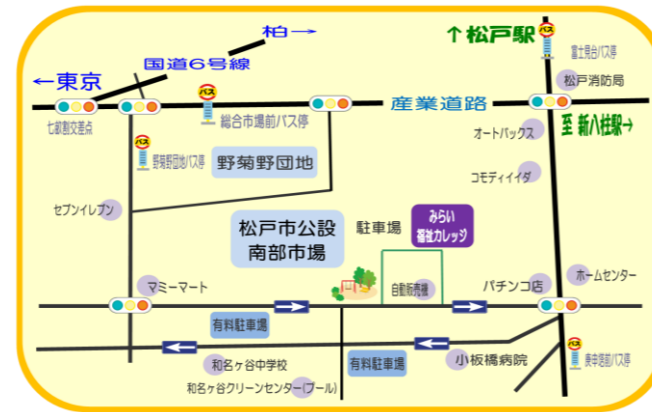 柏→
↑松戸駅
バス
富士見台バス停
国道6号線
←東京
松戸消防局
バス
産業道路
七畝割交差点
総合市場前バス停
至 新八柱駅→
オートバックス
バス
野菊野団地バス停
野菊野団地
コモディイイダ
セブンイレブン
松戸市公設
南部市場
駐車場
みらい
福祉カレッジ
マミーマート
自動販売機
パチンコ店
ホームセンター
有料駐車場
バス
和名ヶ谷中学校
有料駐車場
小板橋病院
和名ヶ谷グリーンセンター(プール)